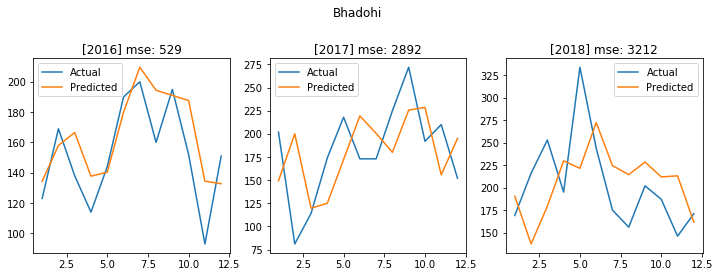 Bhadohi
[2016] mse: 529
Actual
Predicted
200
180
160
140
120
100
2.5 5.0 7.5 10.0 12.5
[2017] mse: 2892
Actual
Predicted
275
250
225
200
175
150
125
100
75
2.5 5.0 7.5 10.0 12.5
[2018] mse: 3212
Actual
Predicted
325
300
275
250
225
200
175
150
2.5 5.0 7.5 10.0 12.5